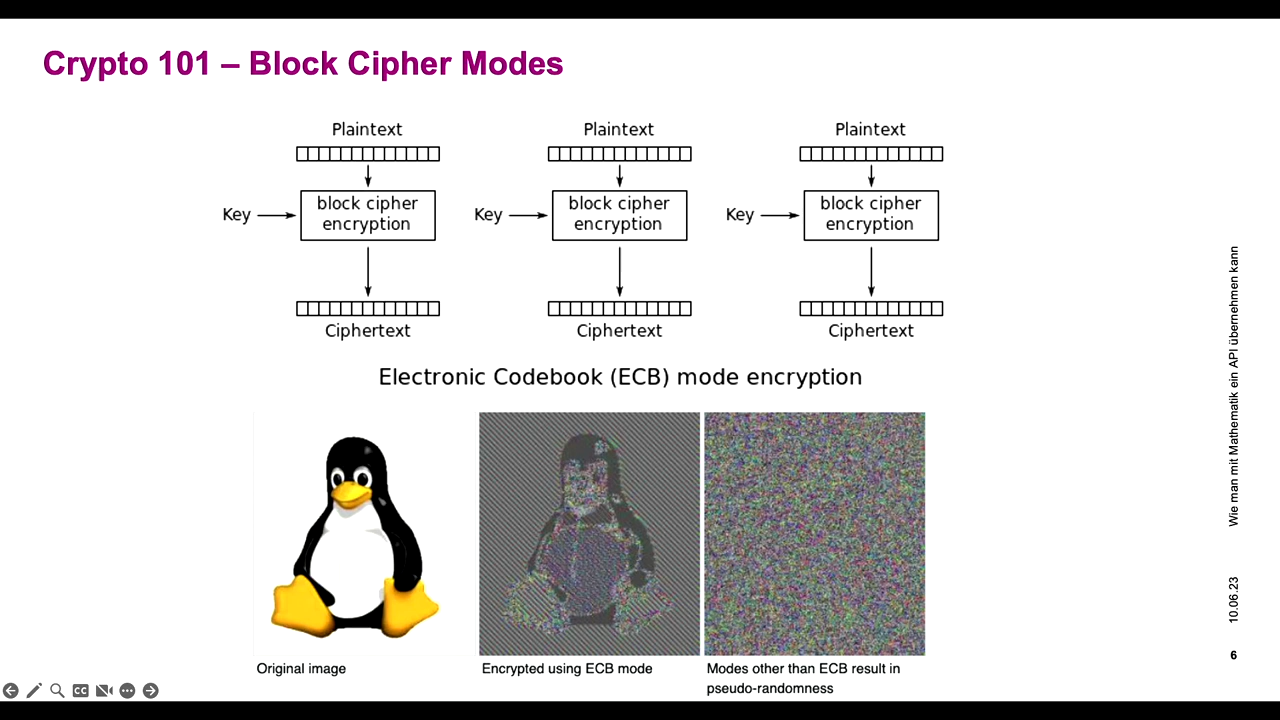 Crypto 101 – Block Cipher Modes
Plaintext
Plaintext
Plaintext
Key
block cipher
encryption
Key
block cipher
encryption
Key
block cipher
encryption
Ciphertext
Ciphertext
Ciphertext
Electronic Codebook (ECB) mode encryption
Original image
Encrypted using ECB mode
Modes other than ECB result in
pseudo-randomness
Wie man mit Mathematik ein API übernehmen kann
10.06.23
6
CC